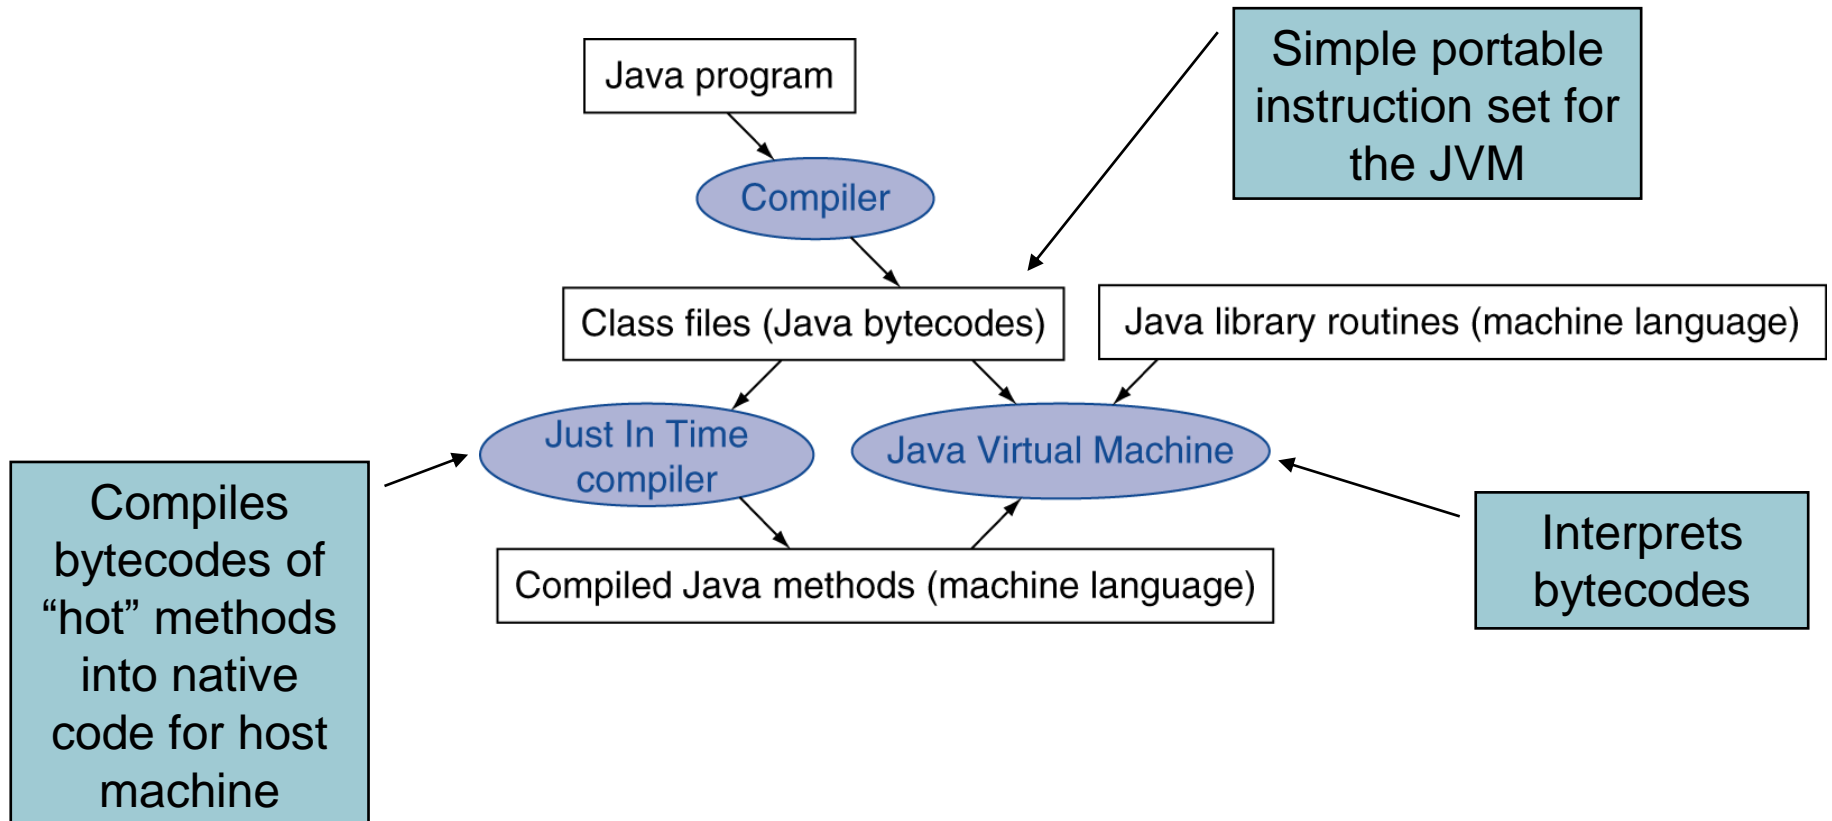 Java program
Simple portable
instruction set for
the JVM
Compiler
Class files (Java bytecodes)
Java library routines (machine language)
Just In Time
compiler
Java Virtual Machine
Compiles
bytecodes of
“hot” methods
into native
code for host
machine
Interprets
bytecodes
Compiled Java methods (machine language)